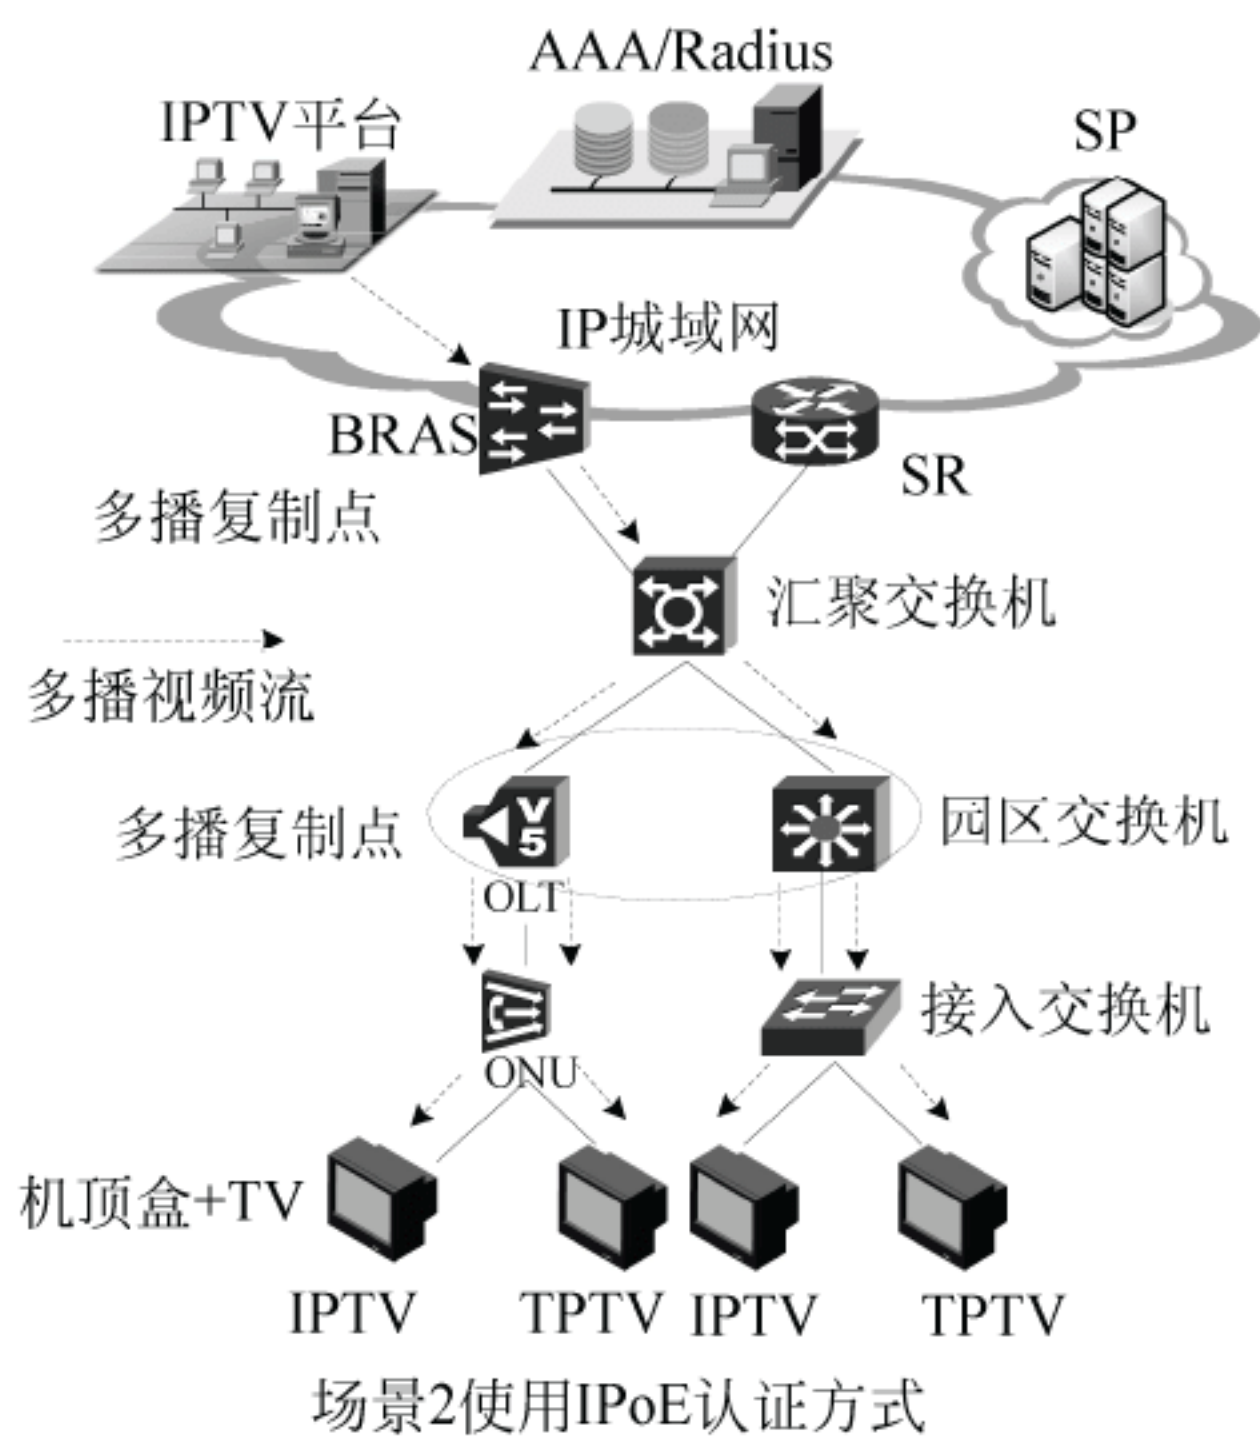 AAA/Radius
IPTV平台
SP
IP城域网
BRAS
SR
多播复制点
汇聚交换机
多播视频流
V
5
多播复制点
园区交换机
OLT
接入交换机
ONU
机顶盒+TV
IPTV
TPTV
IPTV
TPTV
场景2使用IPoE认证方式